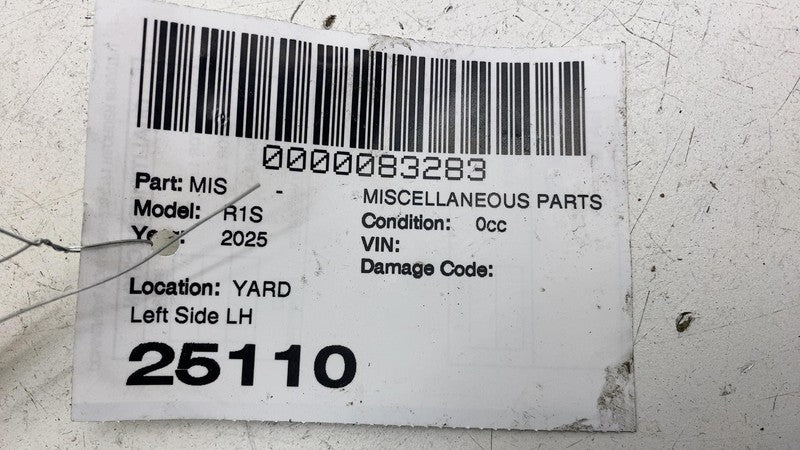 0000083283
Part: MIS - MISCELLANEOUS PARTS
Model: R1S Condition: 0cc
Year: 2025 VIN:
Damage Code:
Location: YARD
Left Side LH
25110